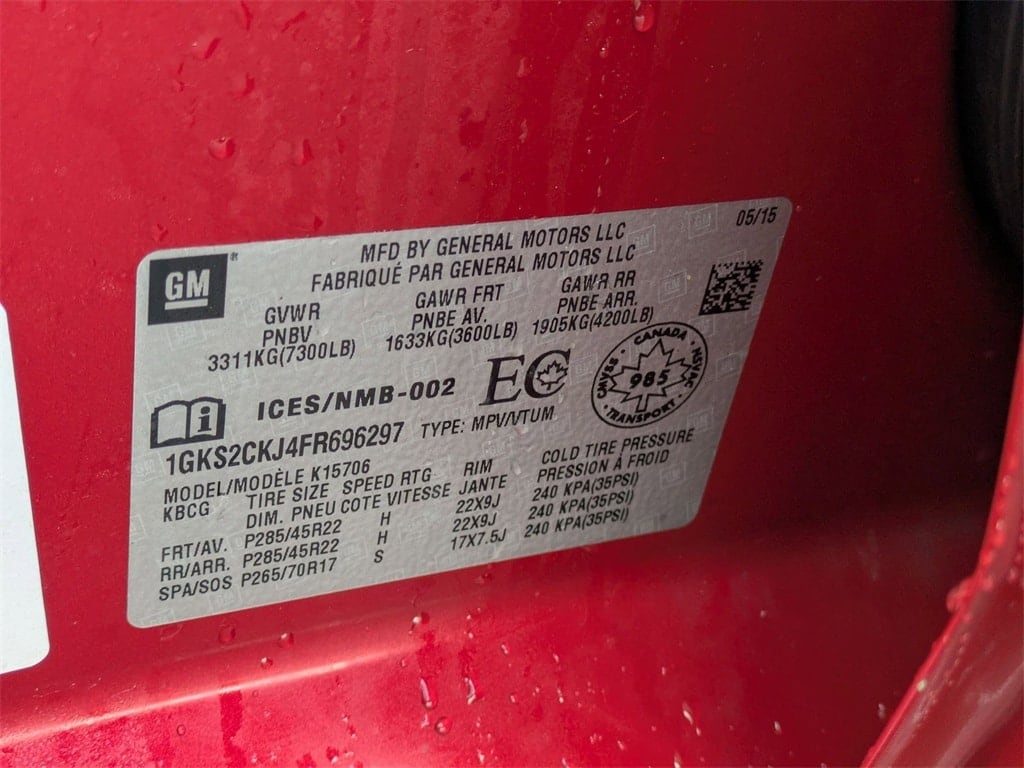 05/15
GM
MFD BY GENERAL MOTORS LLC
FABRIQUÉ PAR GENERAL MOTORS LLC
GVWR GAWR FRT GAWR RR
PNBV PNBE AV. PNBE ARR.
3311KG(7300LB) 1633KG(3600LB) 1905KG(4200LB)
ICES/NMB-002 EC
CANADA
CMVSS 985 NSVAC
TRANSPORT
1GKS2CKJ4FR696297 TYPE: MPV/VTUM
MODEL/MODÈLE K15706
KBCG TIRE SIZE SPEED RTG RIM COLD TIRE PRESSURE
DIM. PNEU COTE VITESSE JANTE PRESSION À FROID
FRT/AV. P285/45R22 H 22X9J 240 KPA(35PSI)
RR/ARR. P285/45R22 H 22X9J 240 KPA(35PSI)
SPA/SOS P265/70R17 S 17X7.5J 240 KPA(35PSI)